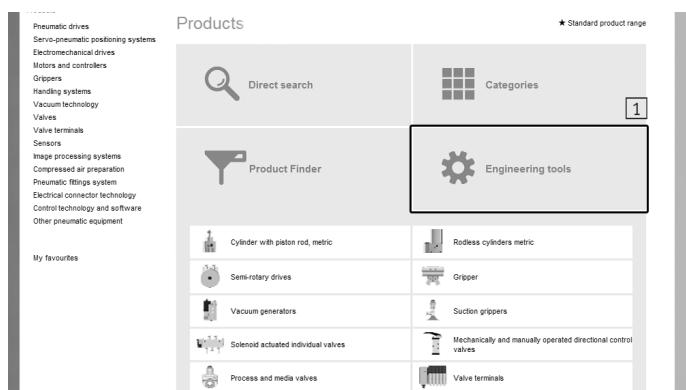 Pneumatic drives
Servo-pneumatic positioning systems
Electromechanical drives
Motors and controllers
Grippers
Handling systems
Vacuum technology
Valves
Valve terminals
Sensors
Image processing systems
Compressed air preparation
Pneumatic fittings system
Electrical connector technology
Control technology and software
Other pneumatic equipment
My favourites
Products
★ Standard product range
Direct search
Categories
1
Product Finder
Engineering tools
Cylinder with piston rod, metric
Rodless cylinders metric
Semi-rotary drives
Gripper
Vacuum generators
Suction grippers
Solenoid actuated individual valves
Mechanically and manually operated directional control
valves
Process and media valves
Valve terminals